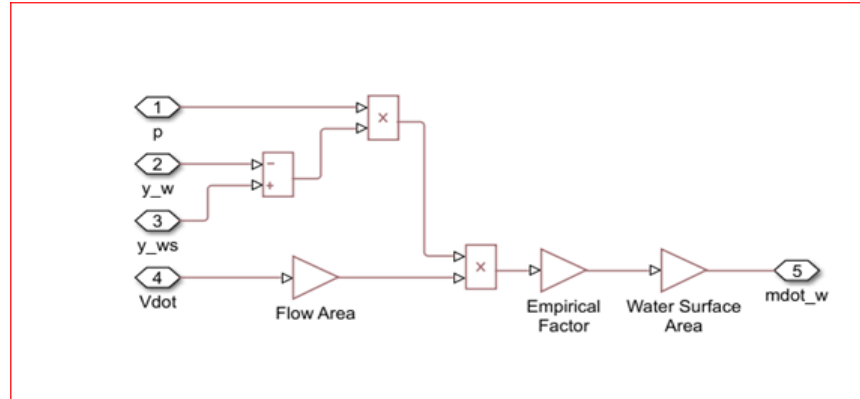 1
p
×
2
y_w
−
+
3
y_ws
4
Vdot
Flow Area
×
Empirical
Factor
Water Surface
Area
5
mdot_w